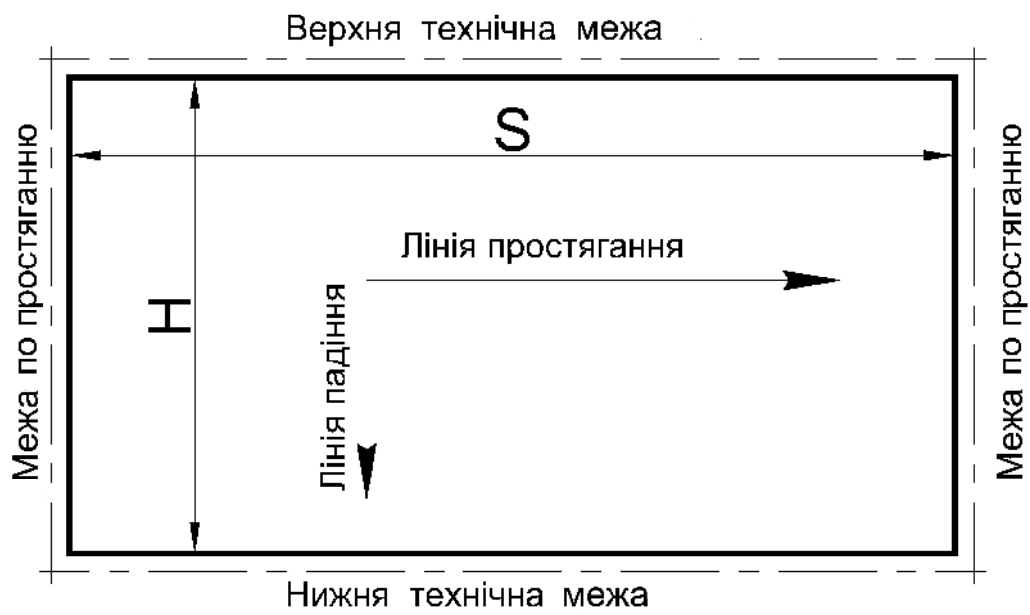 Верхня технічна межа
S
Лінія простягання
Межа по простяганню
H
Лінія падіння
Межа по простяганню
Нижня технічна межа